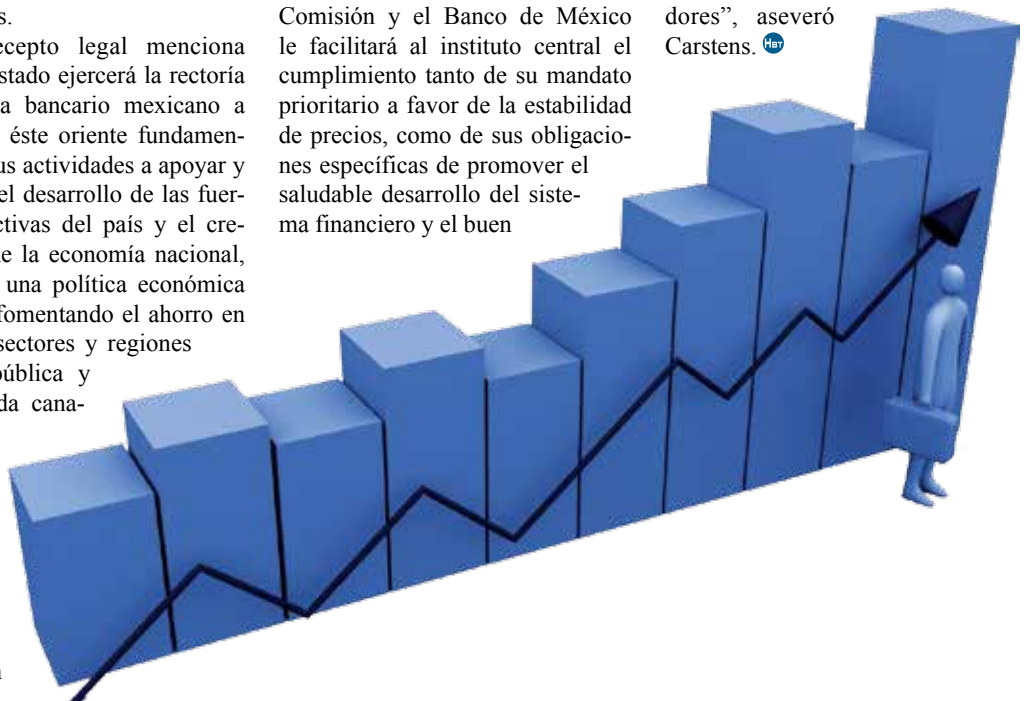 s.
ecepto legal menciona
stado ejercerá la rectoría
a bancario mexicano a
éste oriente fundamen-
us actividades a apoyar y
el desarrollo de las fuer-
ctivas del país y el cre-
e la economía nacional,
una política económica
fomentando el ahorro en
sectores y regiones
pública y
da cana-
Comisión y el Banco de México
le facilitará al instituto central el
cumplimiento tanto de su mandato
prioritario a favor de la estabilidad
de precios, como de sus obligacio-
nes específicas de promover el
saludable desarrollo del siste-
ma financiero y el buen
dores”, aseveró
Carstens.